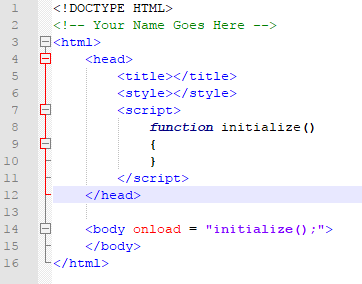 1 <!DOCTYPE HTML>
2 <!-- Your Name Goes Here -->
3 <html>
4     <head>
5         <title></title>
6         <style></style>
7         <script>
8             function initialize()
9             {
10             }
11         </script>
12     </head>
13
14     <body onload = "initialize();">
15     </body>
16 </html>